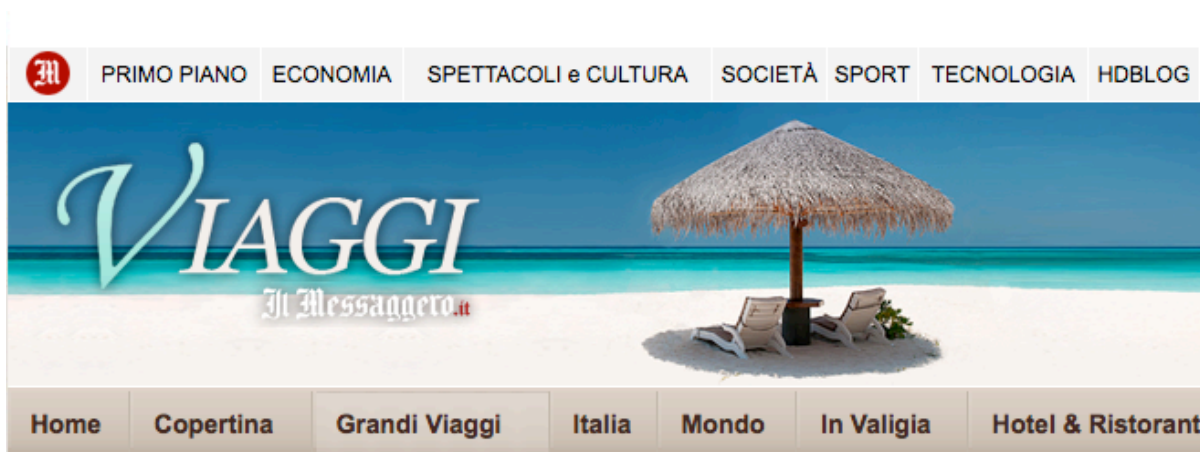 M PRIMO PIANO ECONOMIA SPETTACOLI e CULTURA SOCIETÀ SPORT TECNOLOGIA HDBLOG
VIAGGI
Il Messaggero.it
Home Copertina Grandi Viaggi Italia Mondo In Valigia Hotel & Ristorant